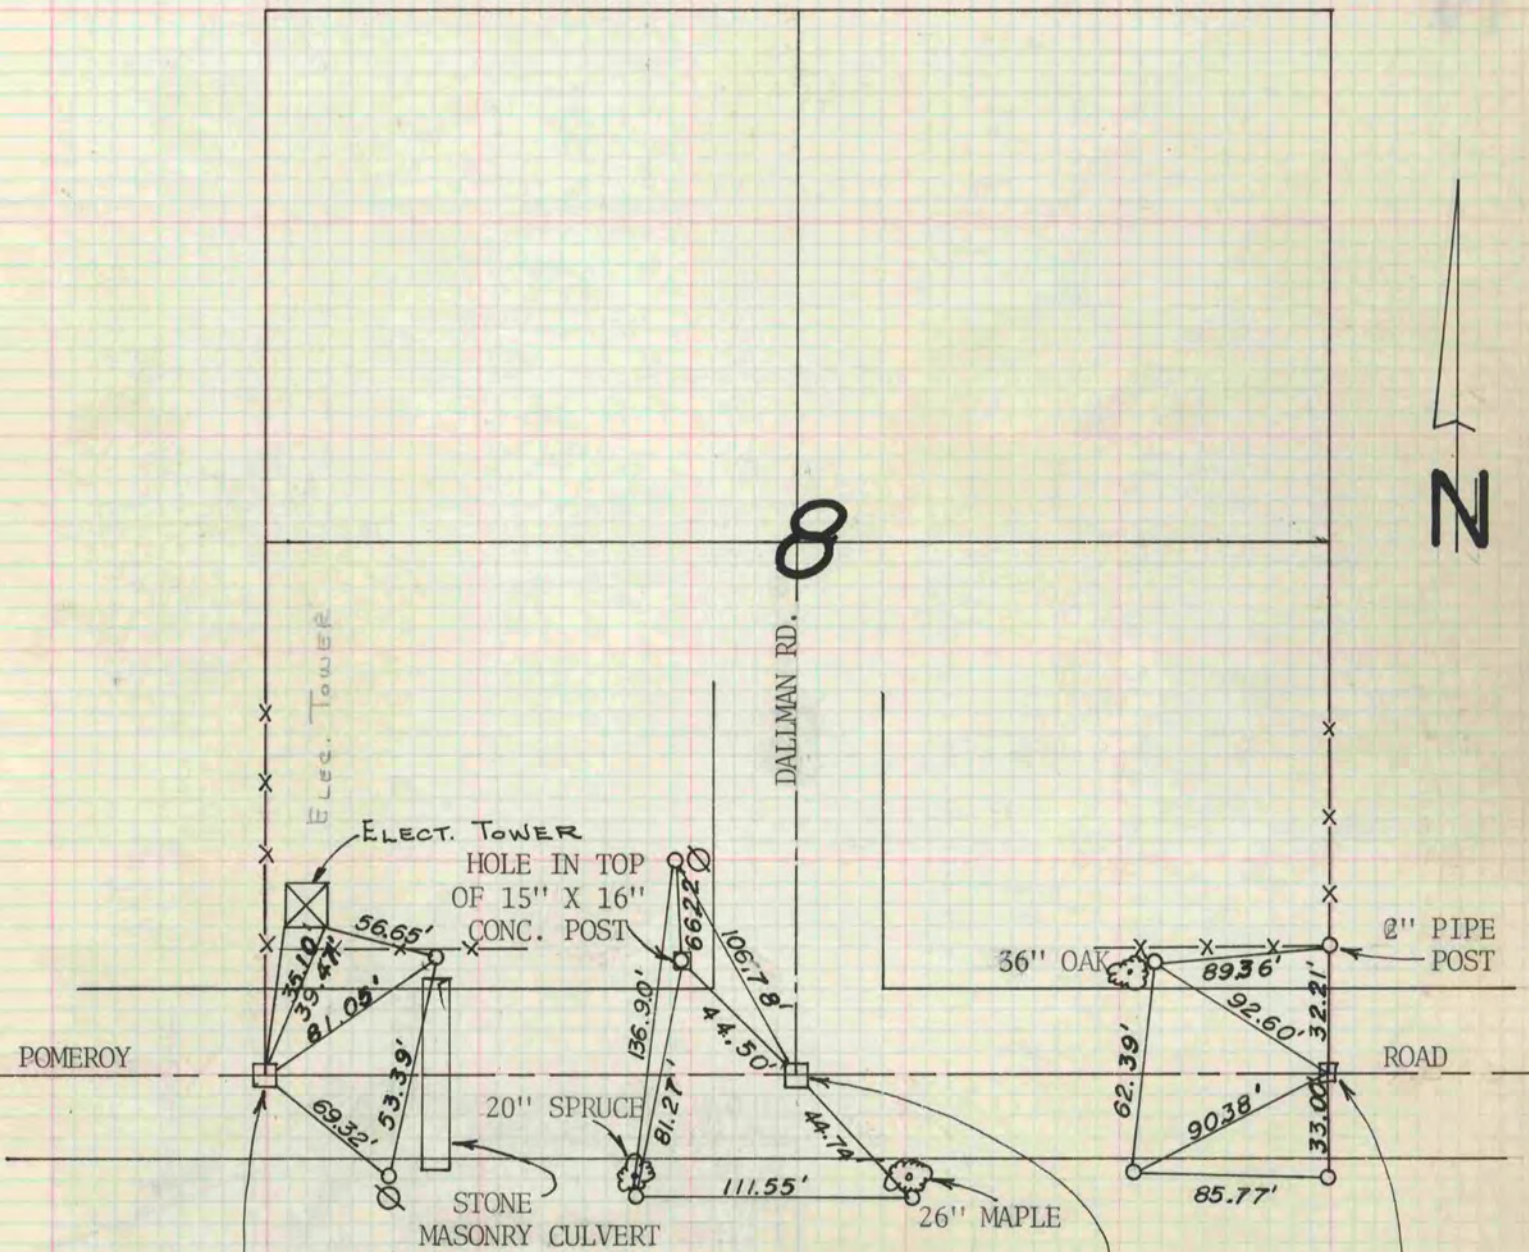 8
N
DALLMAN RD.
Elec. Tower
ELECT. TOWER
HOLE IN TOP
OF 15" X 16"
CONC. POST
56.65'
35.10'
39.47'
81.05'
53.39'
69.32'
66.22'
106.78'
136.90'
44.50'
81.27'
44.74'
111.55'
36" OAK
89.36'
2" PIPE
POST
92.60'
32.21'
62.39'
90.38'
33.00'
85.77'
POMEROY
ROAD
20" SPRUCE
STONE
MASONRY CULVERT
26" MAPLE